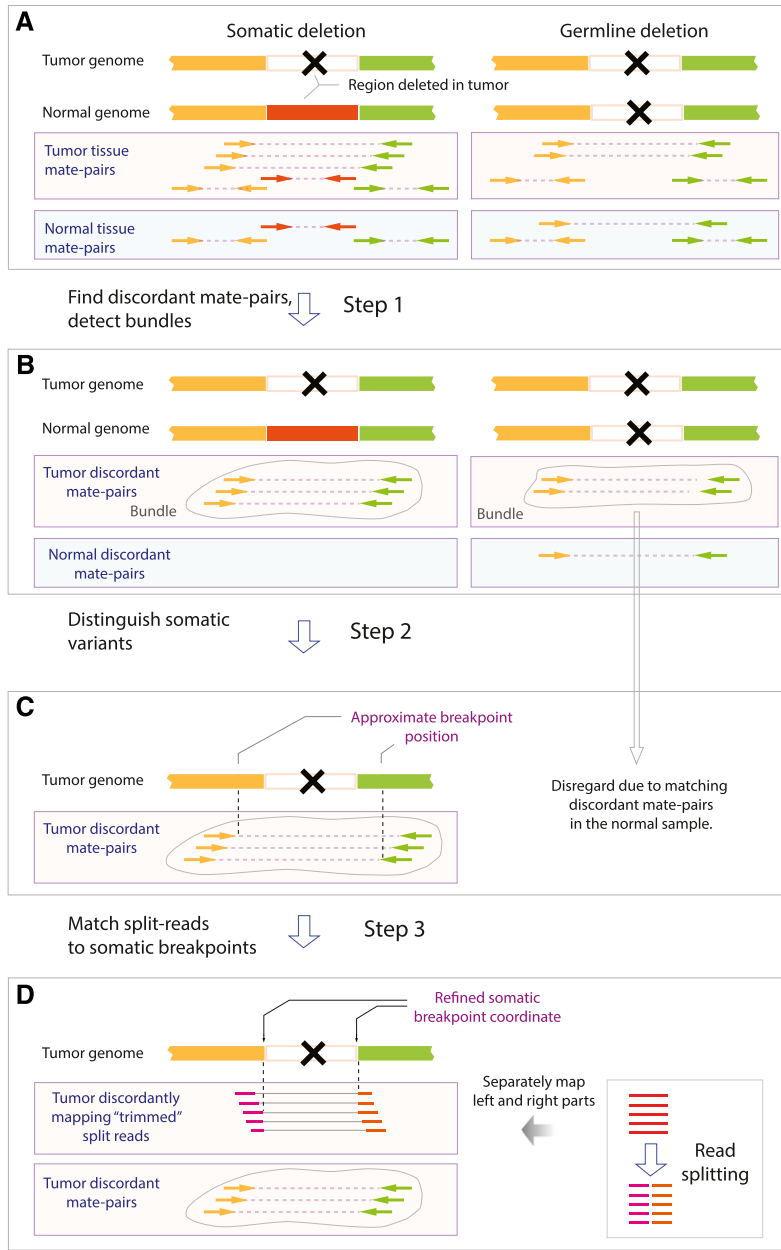 A
Somatic deletion
Germline deletion
Tumor genome
Region deleted in tumor
Normal genome
Tumor tissue
mate-pairs
Normal tissue
mate-pairs
Find discordant mate-pairs,
detect bundles
Step 1
B
Tumor genome
Normal genome
Tumor discordant
mate-pairs
Bundle
Bundle
Normal discordant
mate-pairs
Distinguish somatic
variants
Step 2
C
Approximate breakpoint
position
Tumor genome
Tumor discordant
mate-pairs
Disregard due to matching
discordant mate-pairs
in the normal sample.
Match split-reads
to somatic breakpoints
Step 3
D
Refined somatic
breakpoint coordinate
Tumor genome
Tumor discordantly
mapping “trimmed”
split reads
Separately map
left and right parts
Read
splitting
Tumor discordant
mate-pairs